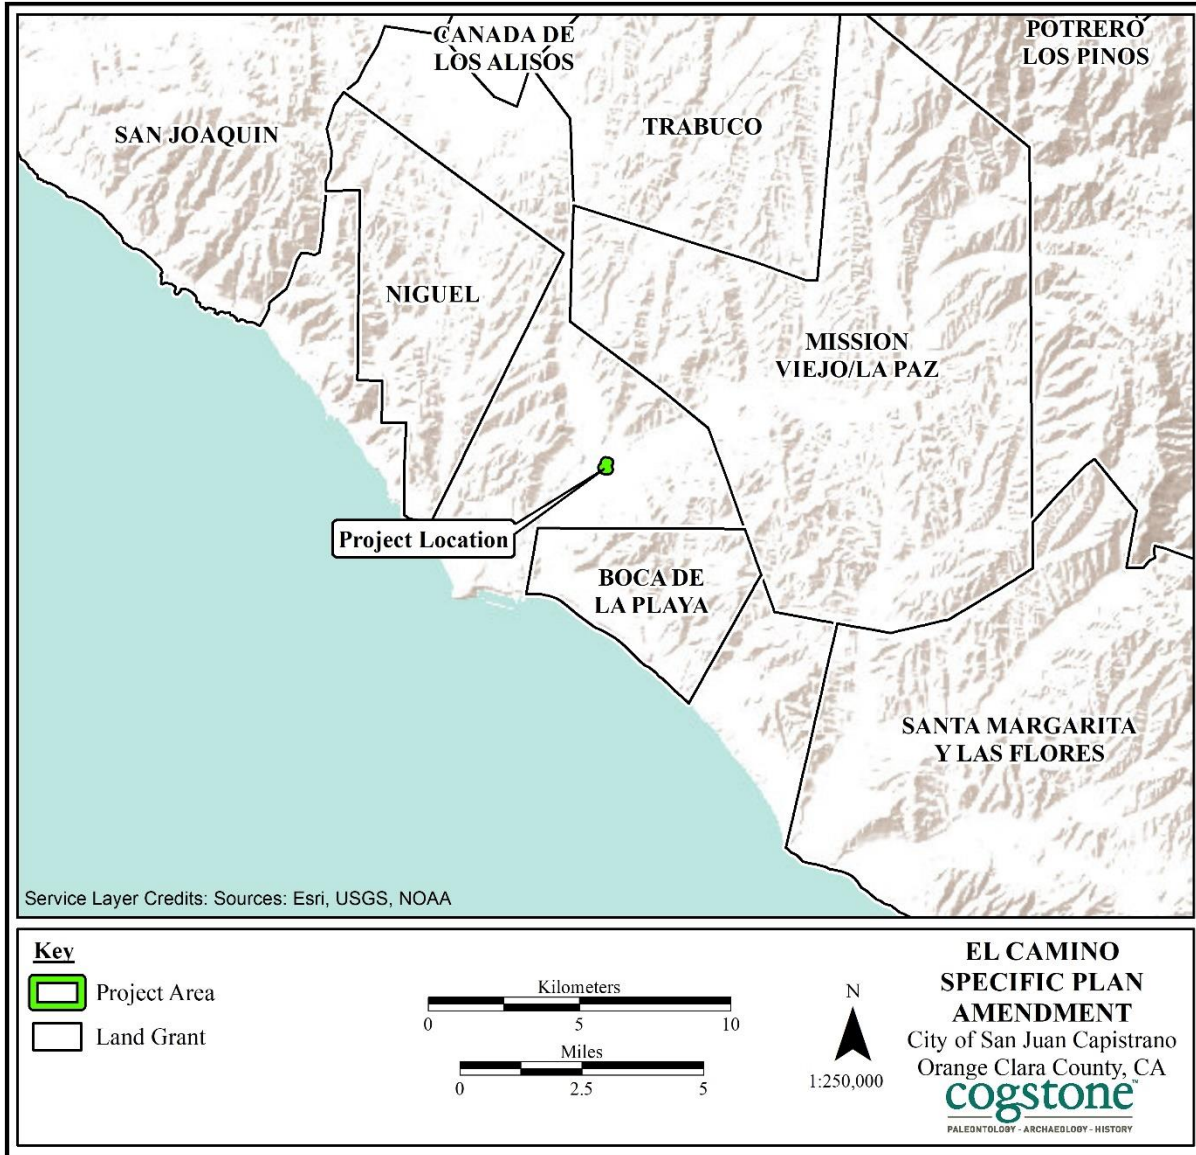 CANADA DE
LOS ALISOS
POTRERO
LOS PINOS
SAN JOAQUIN
TRABUCO
NIGUEL
MISSION
VIEJO/LA PAZ
Project Location
BOCA DE
LA PLAYA
SANTA MARGARITA
Y LAS FLORES
Service Layer Credits: Sources: Esri, USGS, NOAA
Key
Project Area
Land Grant
Kilometers
0 5 10
Miles
0 2.5 5
N
1:250,000
EL CAMINO
SPECIFIC PLAN
AMENDMENT
City of San Juan Capistrano
Orange Clara County, CA
cogstone™
PALEONTOLOGY - ARCHAEOLOGY - HISTORY